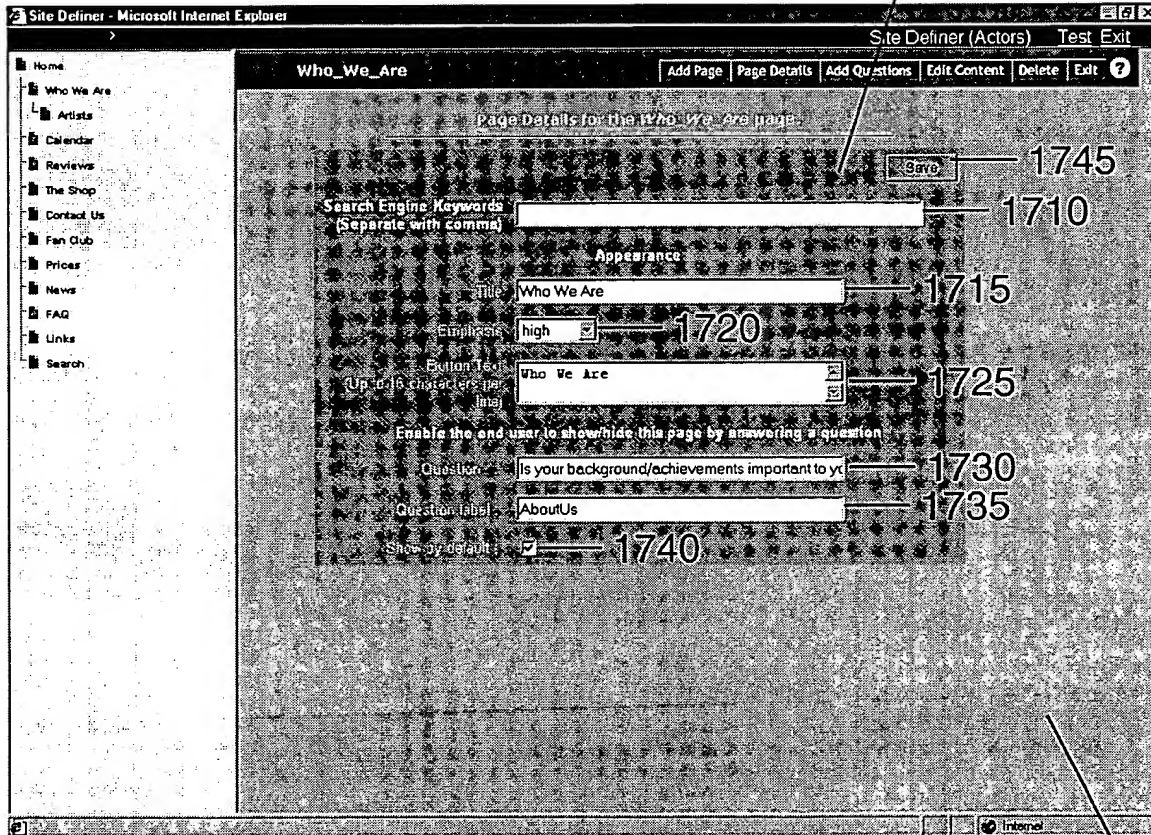 Site Definer - Microsoft Internet Explorer
>
Site Definer (Actors) Test Exit
Home
Who We Are
Artists
Calendar
Reviews
The Shop
Contact Us
Fan Club
Prices
News
FAQ
Links
Search
Who_We_Are
Add Page Page Details Add Questions Edit Content Delete Exit ?
Page Details for the Who_We_Are page.
Save 1745
Search Engine Keywords
(Separate with comma) 1710
Appearance
Title Who We Are 1715
Emphasis high 1720
Button Text
(Up to 16 characters per
line) Who We Are 1725
Enable the end user to show/hide this page by answering a question
Question Is your background/achievements important to yo 1730
Question label AboutUs 1735
Show by default 1740
Internet